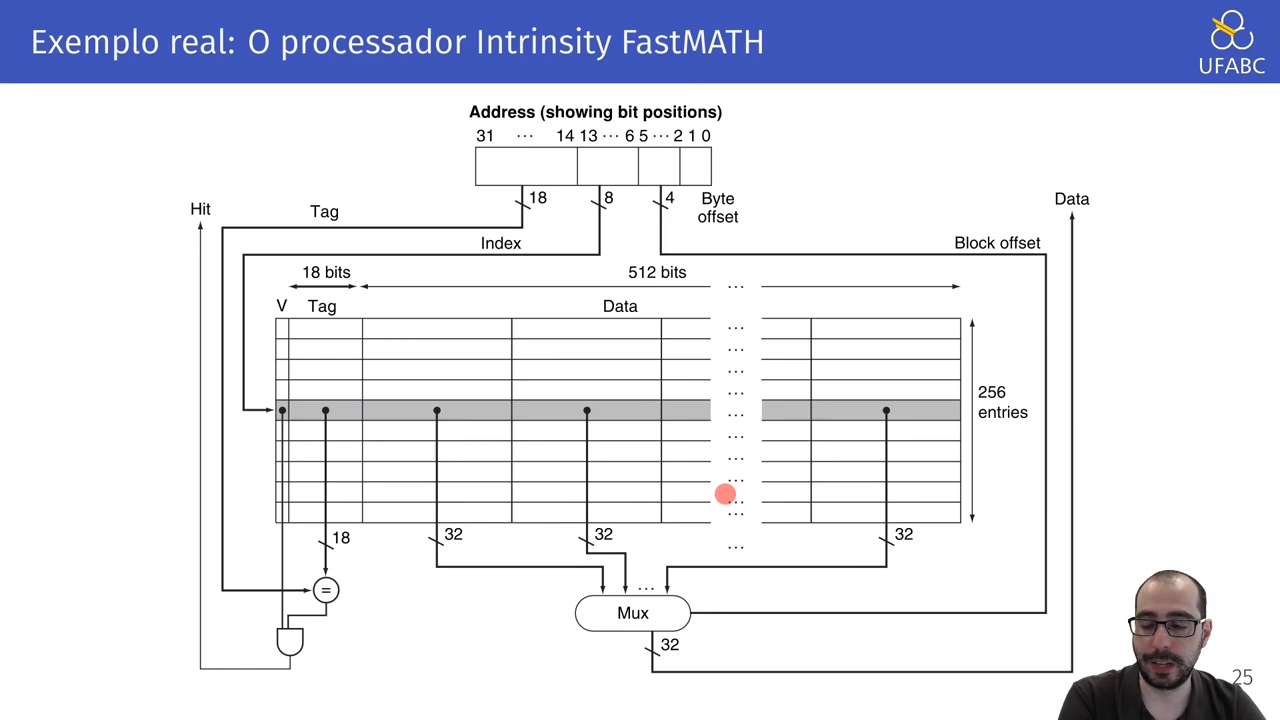 Exemplo real: O processador Intrinsity FastMATH
UFABC
Address (showing bit positions)
31 ··· 14 13 ··· 6 5 ··· 2 1 0
18
8
4
Byte
offset
Hit
Tag
Data
Index
Block offset
18 bits
512 bits
···
V
Tag
Data
···
···
···
···
···
···
···
···
···
256
entries
18
32
32
···
32
=
···
Mux
32
25